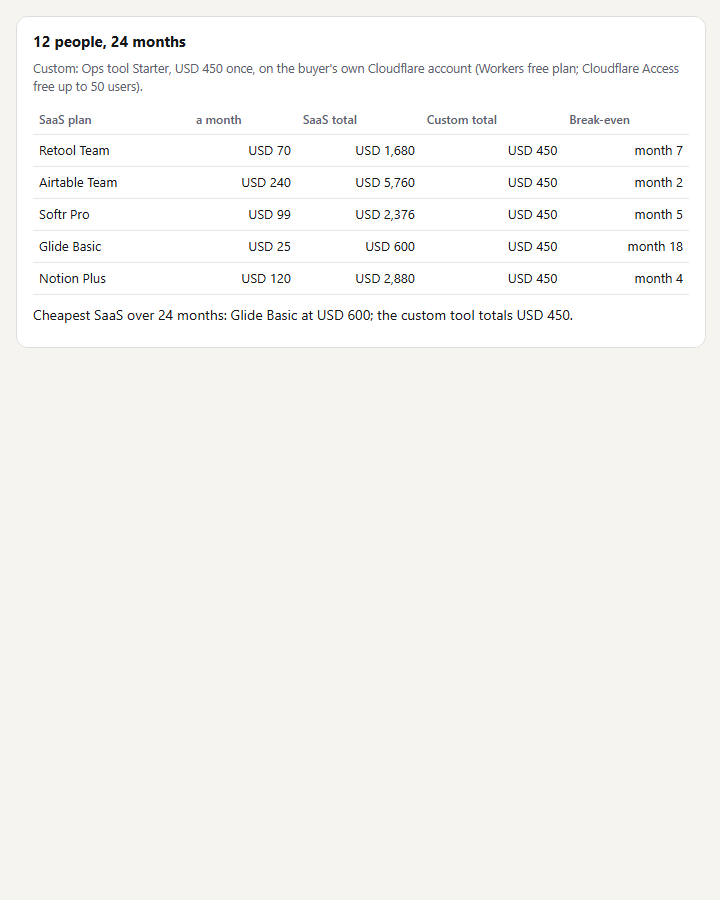 12 people, 24 months
Custom: Ops tool Starter, USD 450 once, on the buyer's own Cloudflare account (Workers free plan; Cloudflare Access
free up to 50 users).
SaaS plan a month SaaS total Custom total Break-even
Retool Team USD 70 USD 1,680 USD 450 month 7
Airtable Team USD 240 USD 5,760 USD 450 month 2
Softr Pro USD 99 USD 2,376 USD 450 month 5
Glide Basic USD 25 USD 600 USD 450 month 18
Notion Plus USD 120 USD 2,880 USD 450 month 4
Cheapest SaaS over 24 months: Glide Basic at USD 600; the custom tool totals USD 450.